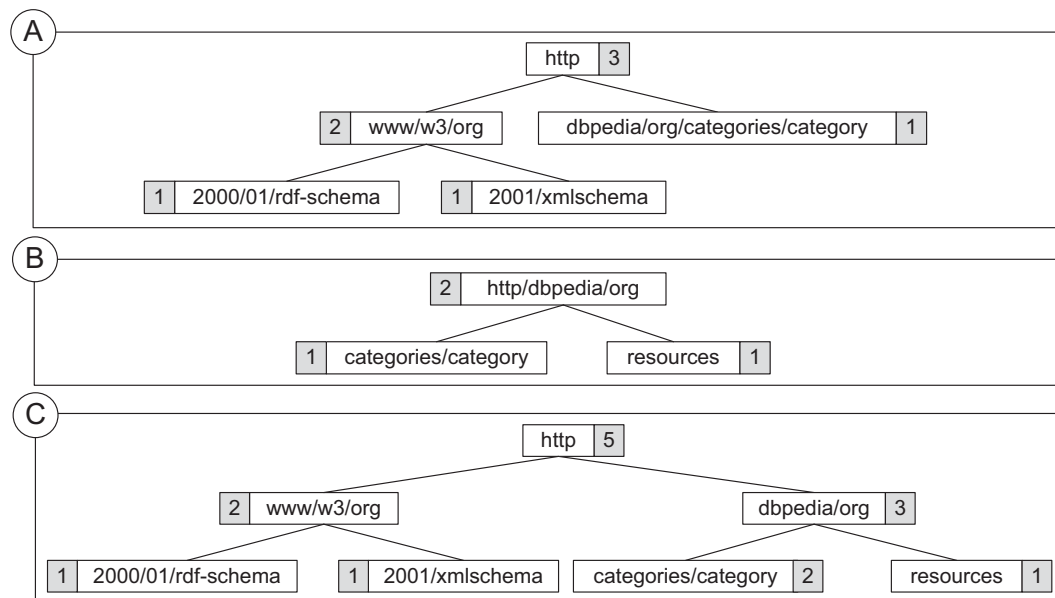 A
http 3
2 www/w3/org dbpedia/org/categories/category 1
1 2000/01/rdf-schema 1 2001/xmlschema
B
2 http/dbpedia/org
1 categories/category resources 1
C
http 5
2 www/w3/org dbpedia/org 3
1 2000/01/rdf-schema 1 2001/xmlschema categories/category 2 resources 1